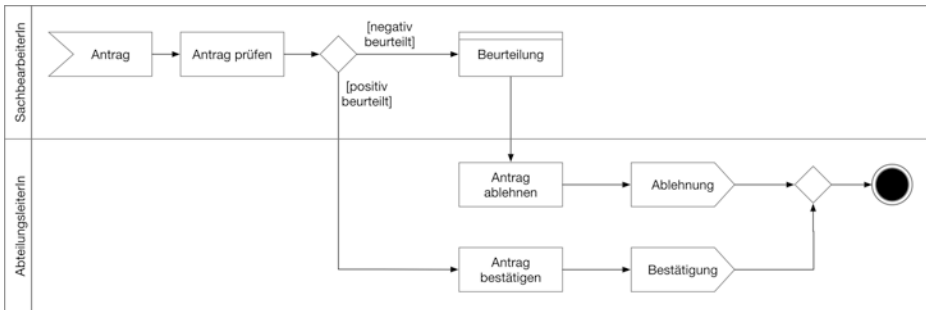 SachbearbeiterIn
Antrag
Antrag prüfen
[negativ
beurteilt]
[positiv
beurteilt]
Beurteilung
AbteilungsleiterIn
Antrag
ablehnen
Ablehnung
Antrag
bestätigen
Bestätigung